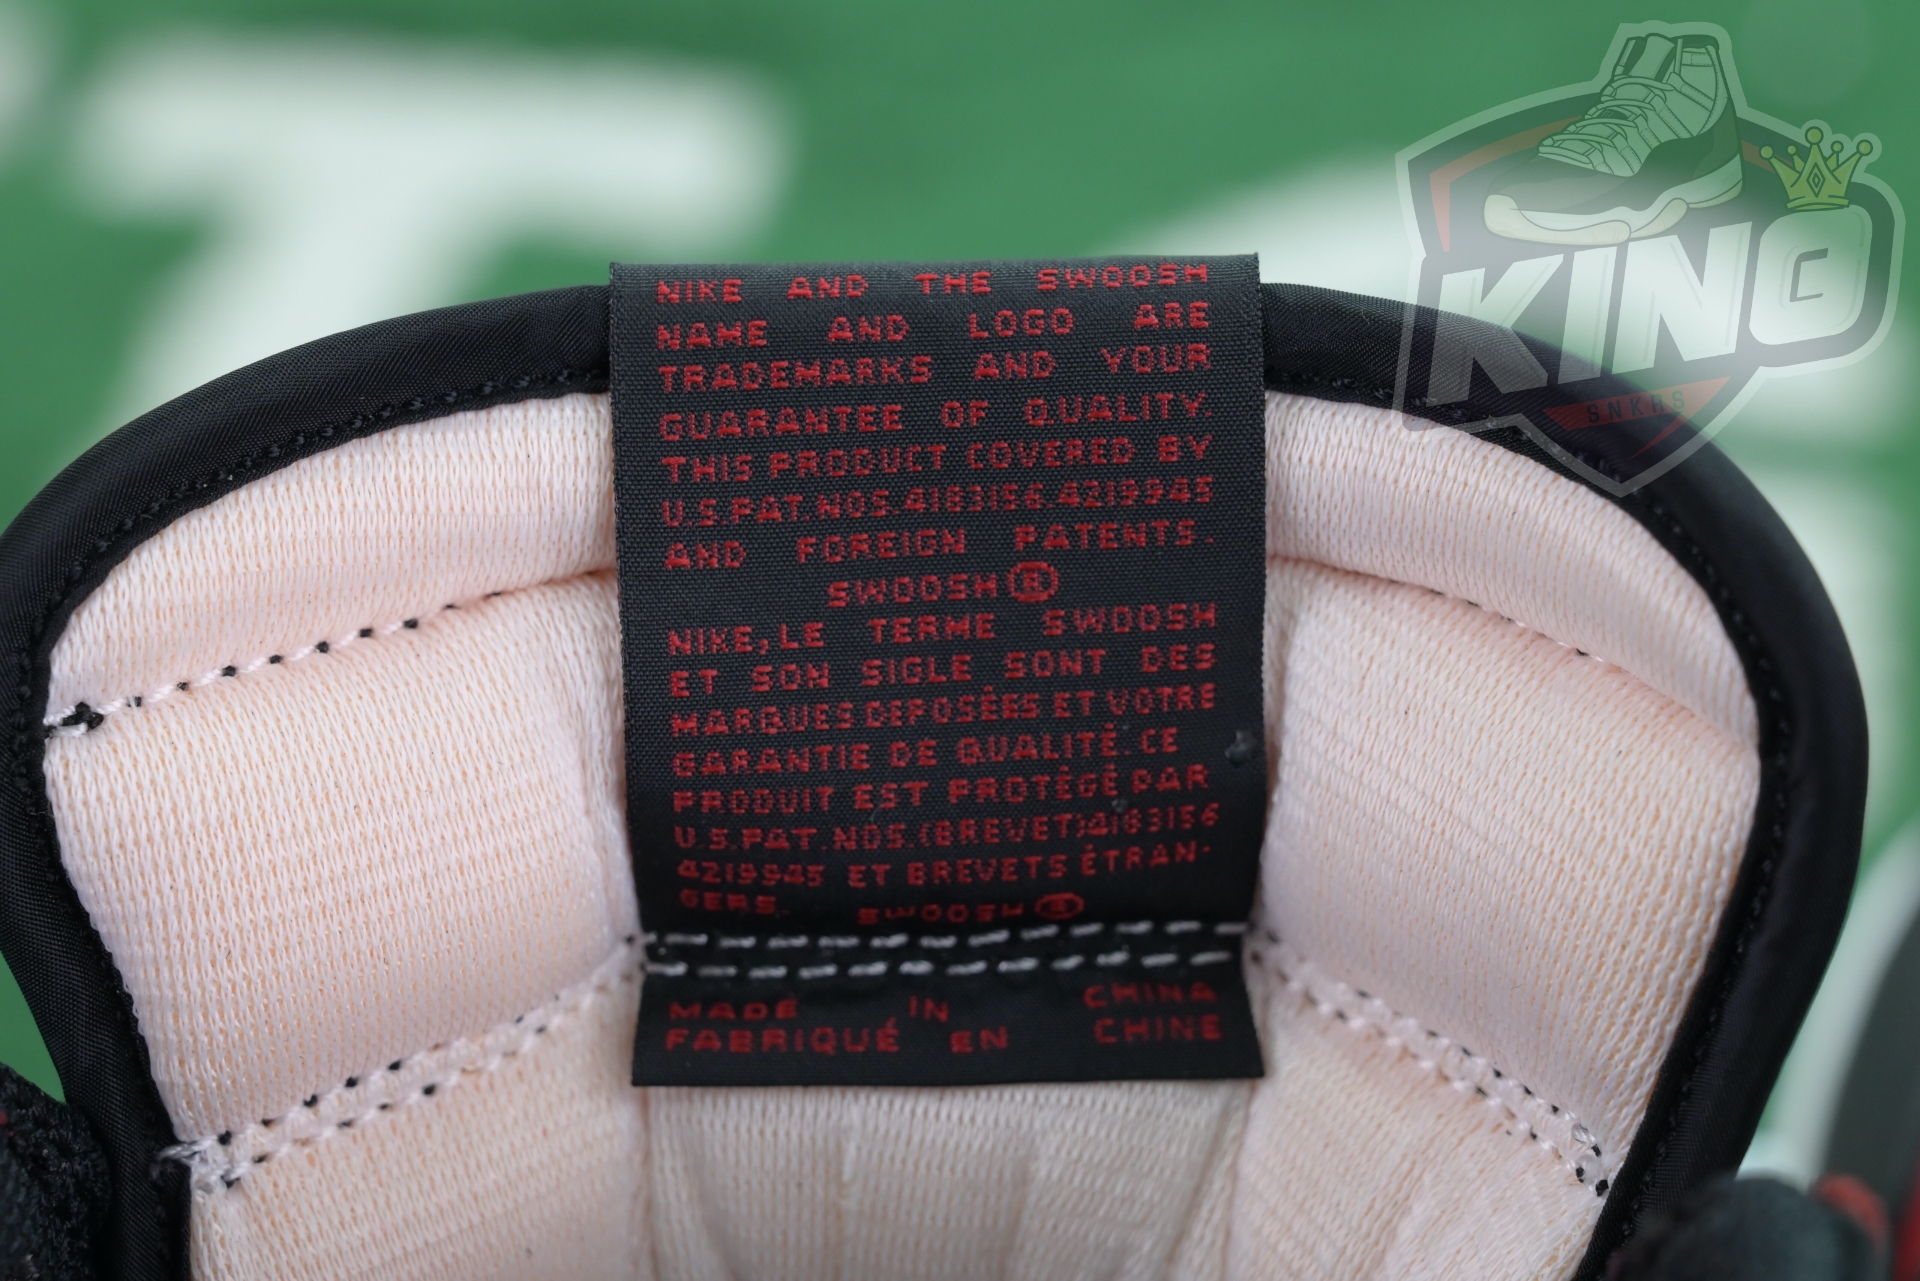 NIKE AND THE SWOOSH
NAME AND LOGO ARE
TRADEMARKS AND YOUR
GUARANTEE OF QUALITY.
THIS PRODUCT COVERED BY
U.S.PAT.NOS.4183156.4219945
AND FOREIGN PATENTS.
SWOOSH®
NIKE,LE TERME SWOOSH
ET SON SIGLE SONT DES
MARQUES DEPOSÈES ET VOTRE
GARANTIE DE QUALITÉ.CE
PRODUIT EST PROTÉGÉ PAR
U.S.PAT.NOS.(BREVET)4183156
4219945 ET BREVETS ÉTRAN-
GERS. SWOOSH®
MADE IN CHINA
FABRIQUÉ EN CHINE
KING
SNKRS